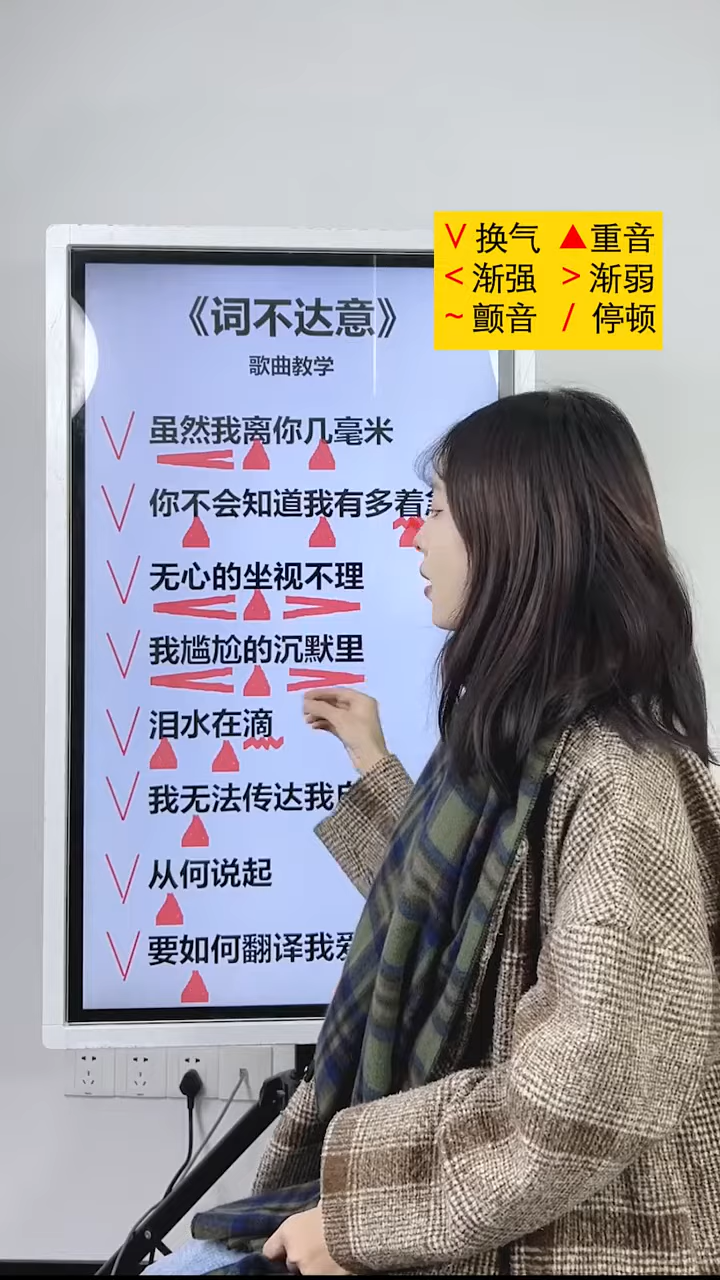 V 换气 ▲重音
< 渐强 > 渐弱
~ 颤音 / 停顿
《词不达意》
歌曲教学
V 虽然我离你几毫米
V 你不会知道我有多着
V 无心的坐视不理
V 我尴尬的沉默里
V 泪水在滴
V 我无法传达我
V 从何说起
V 要如何翻译我